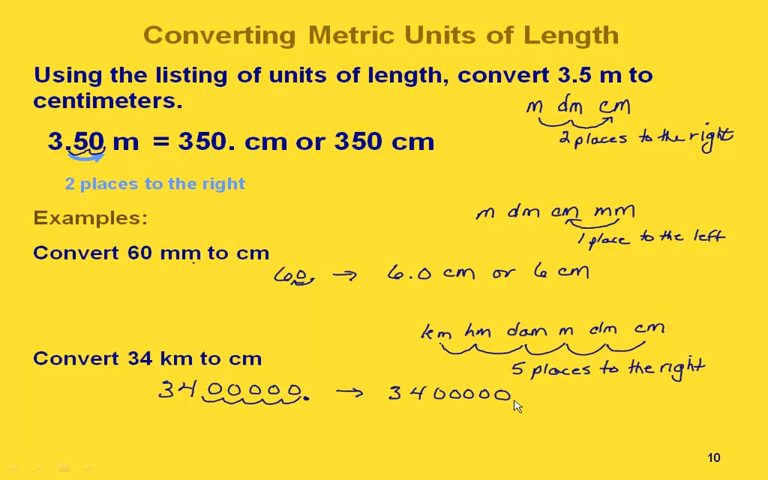 Converting Metric Units of Length
Using the listing of units of length, convert 3.5 m to
centimeters.
m dm cm
2 places to the right
3.50 m = 350. cm or 350 cm
2 places to the right
Examples:
m dm cm mm
1 place to the left
Convert 60 mm to cm
60. → 6.0 cm or 6 cm
km hm dam m dm cm
5 places to the right
Convert 34 km to cm
3400000. → 3400000
10